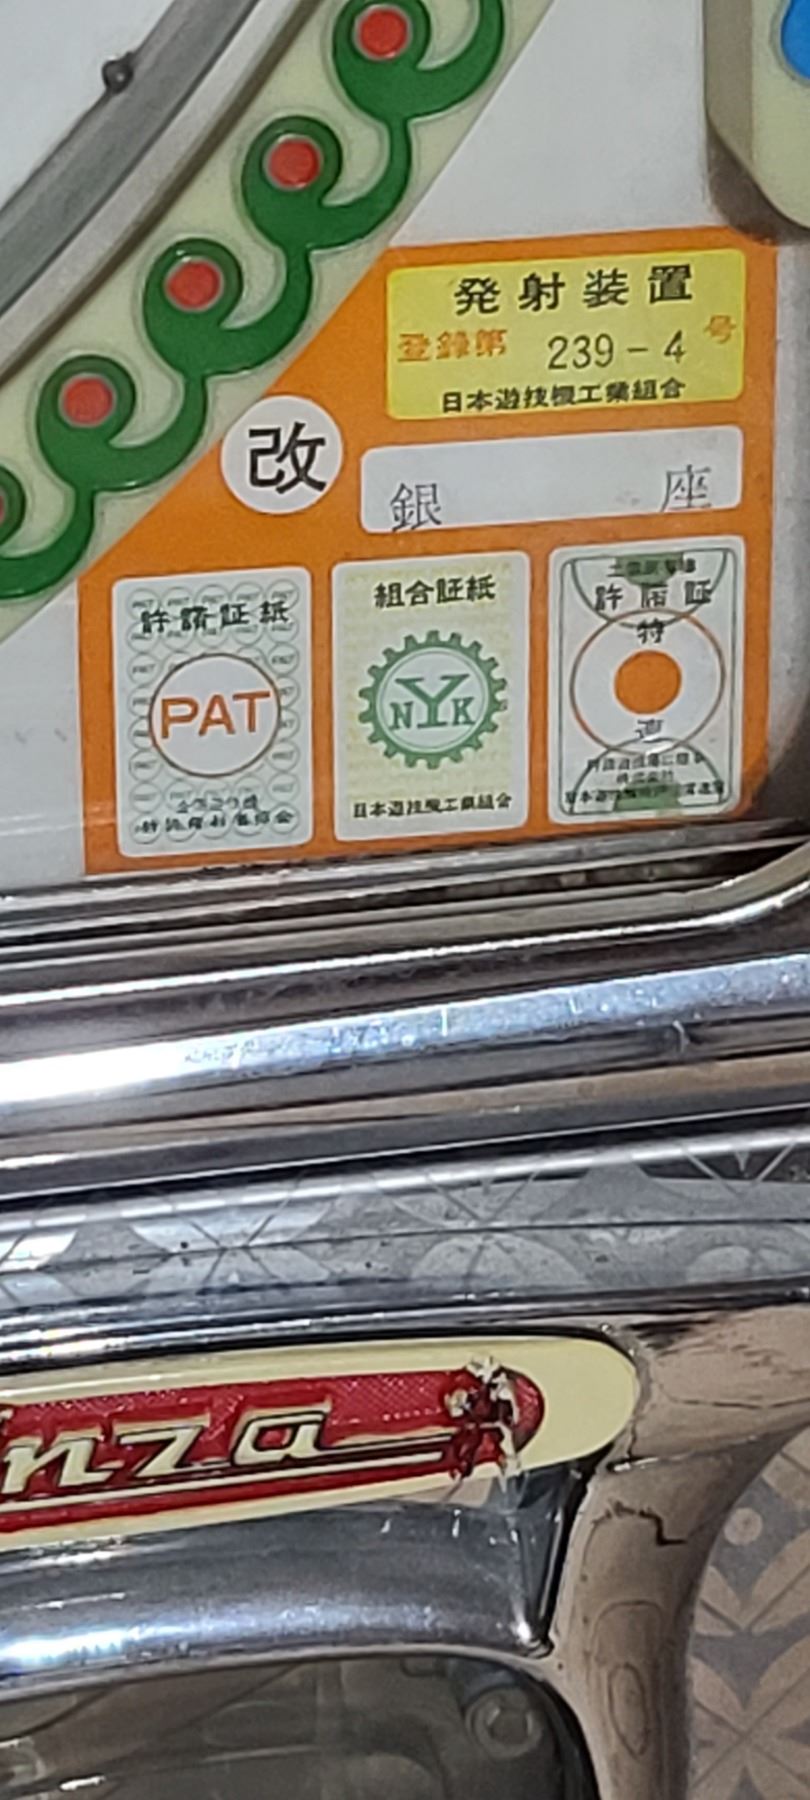 発射装置
登録第 239-4 号
日本遊技機工業組合
改
銀 座
許諾証紙
PAT
組合証紙
NYK
日本遊技機工業組合
許諾証
特
nza